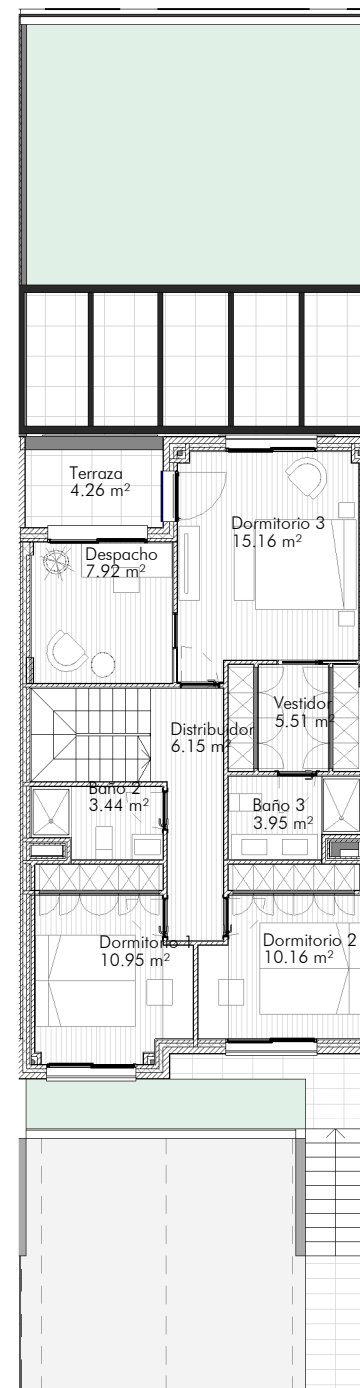 Terraza
4.26 m²
Dormitorio 3
15.16 m²
Despacho
7.92 m²
Vestidor
5.51 m²
Distribuidor
6.15 m²
Baño 2
3.44 m²
Baño 3
3.95 m²
Dormitorio 1
10.95 m²
Dormitorio 2
10.16 m²